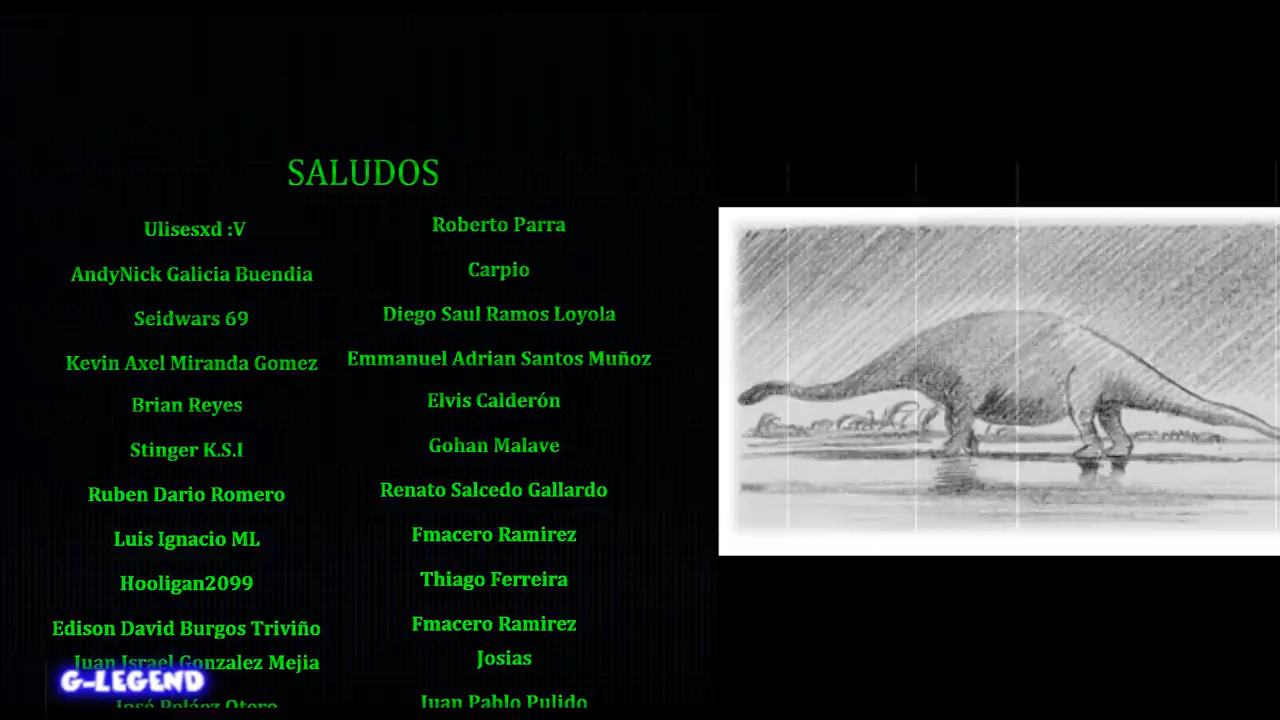 SALUDOS
Ulisesxd :V
AndyNick Galicia Buendia
Seidwars 69
Kevin Axel Miranda Gomez
Brian Reyes
Stinger K.S.I
Ruben Dario Romero
Luis Ignacio ML
Hooligan2099
Edison David Burgos Triviño
Juan Israel Gonzalez Mejia
José Peláez Otero
Roberto Parra
Carpio
Diego Saul Ramos Loyola
Emmanuel Adrian Santos Muñoz
Elvis Calderón
Gohan Malave
Renato Salcedo Gallardo
Fmacero Ramirez
Thiago Ferreira
Fmacero Ramirez
Josias
Juan Pablo Pulido
G-LEGEND